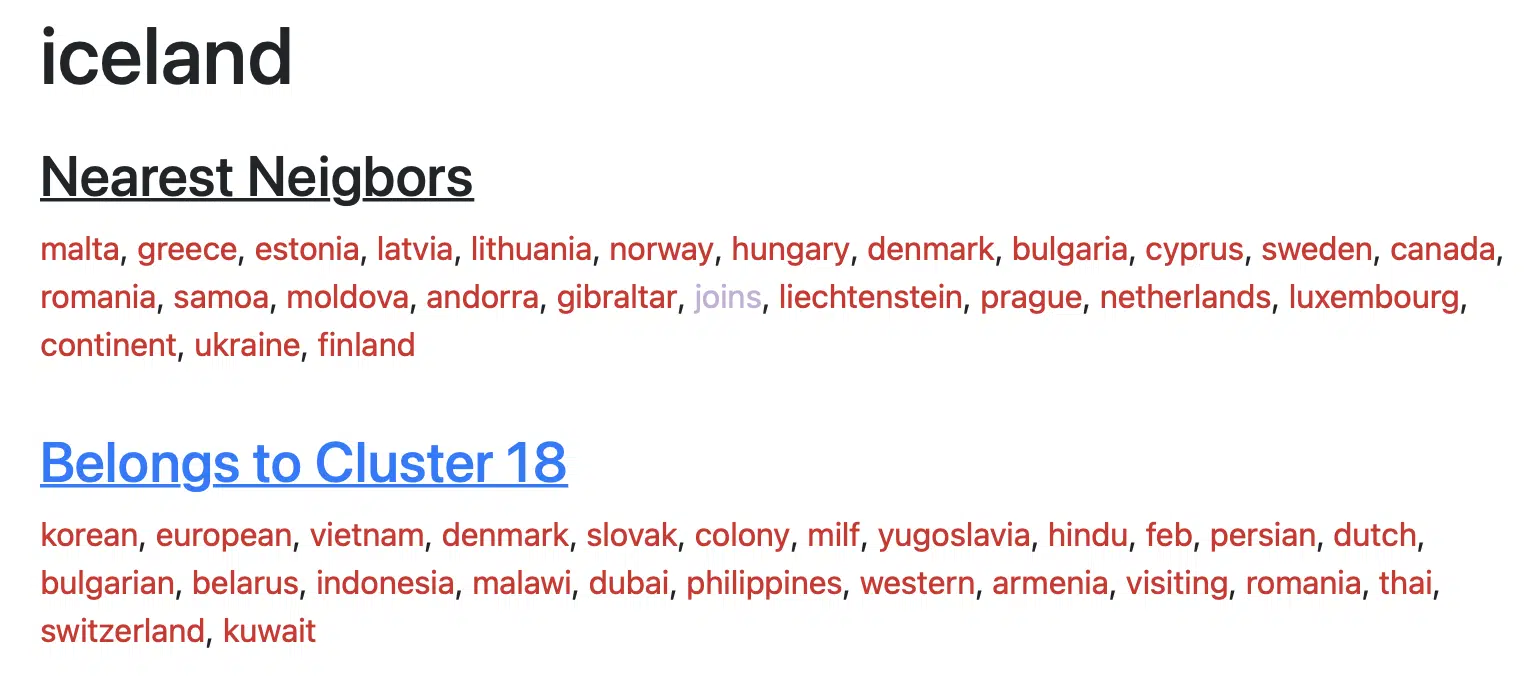 iceland
Nearest Neigbors
malta, greece, estonia, latvia, lithuania, norway, hungary, denmark, bulgaria, cyprus, sweden, canada,
romania, samoa, moldova, andorra, gibraltar, joins, liechtenstein, prague, netherlands, luxembourg,
continent, ukraine, finland
Belongs to Cluster 18
korean, european, vietnam, denmark, slovak, colony, milf, yugoslavia, hindu, feb, persian, dutch,
bulgarian, belarus, indonesia, malawi, dubai, philippines, western, armenia, visiting, romania, thai,
switzerland, kuwait